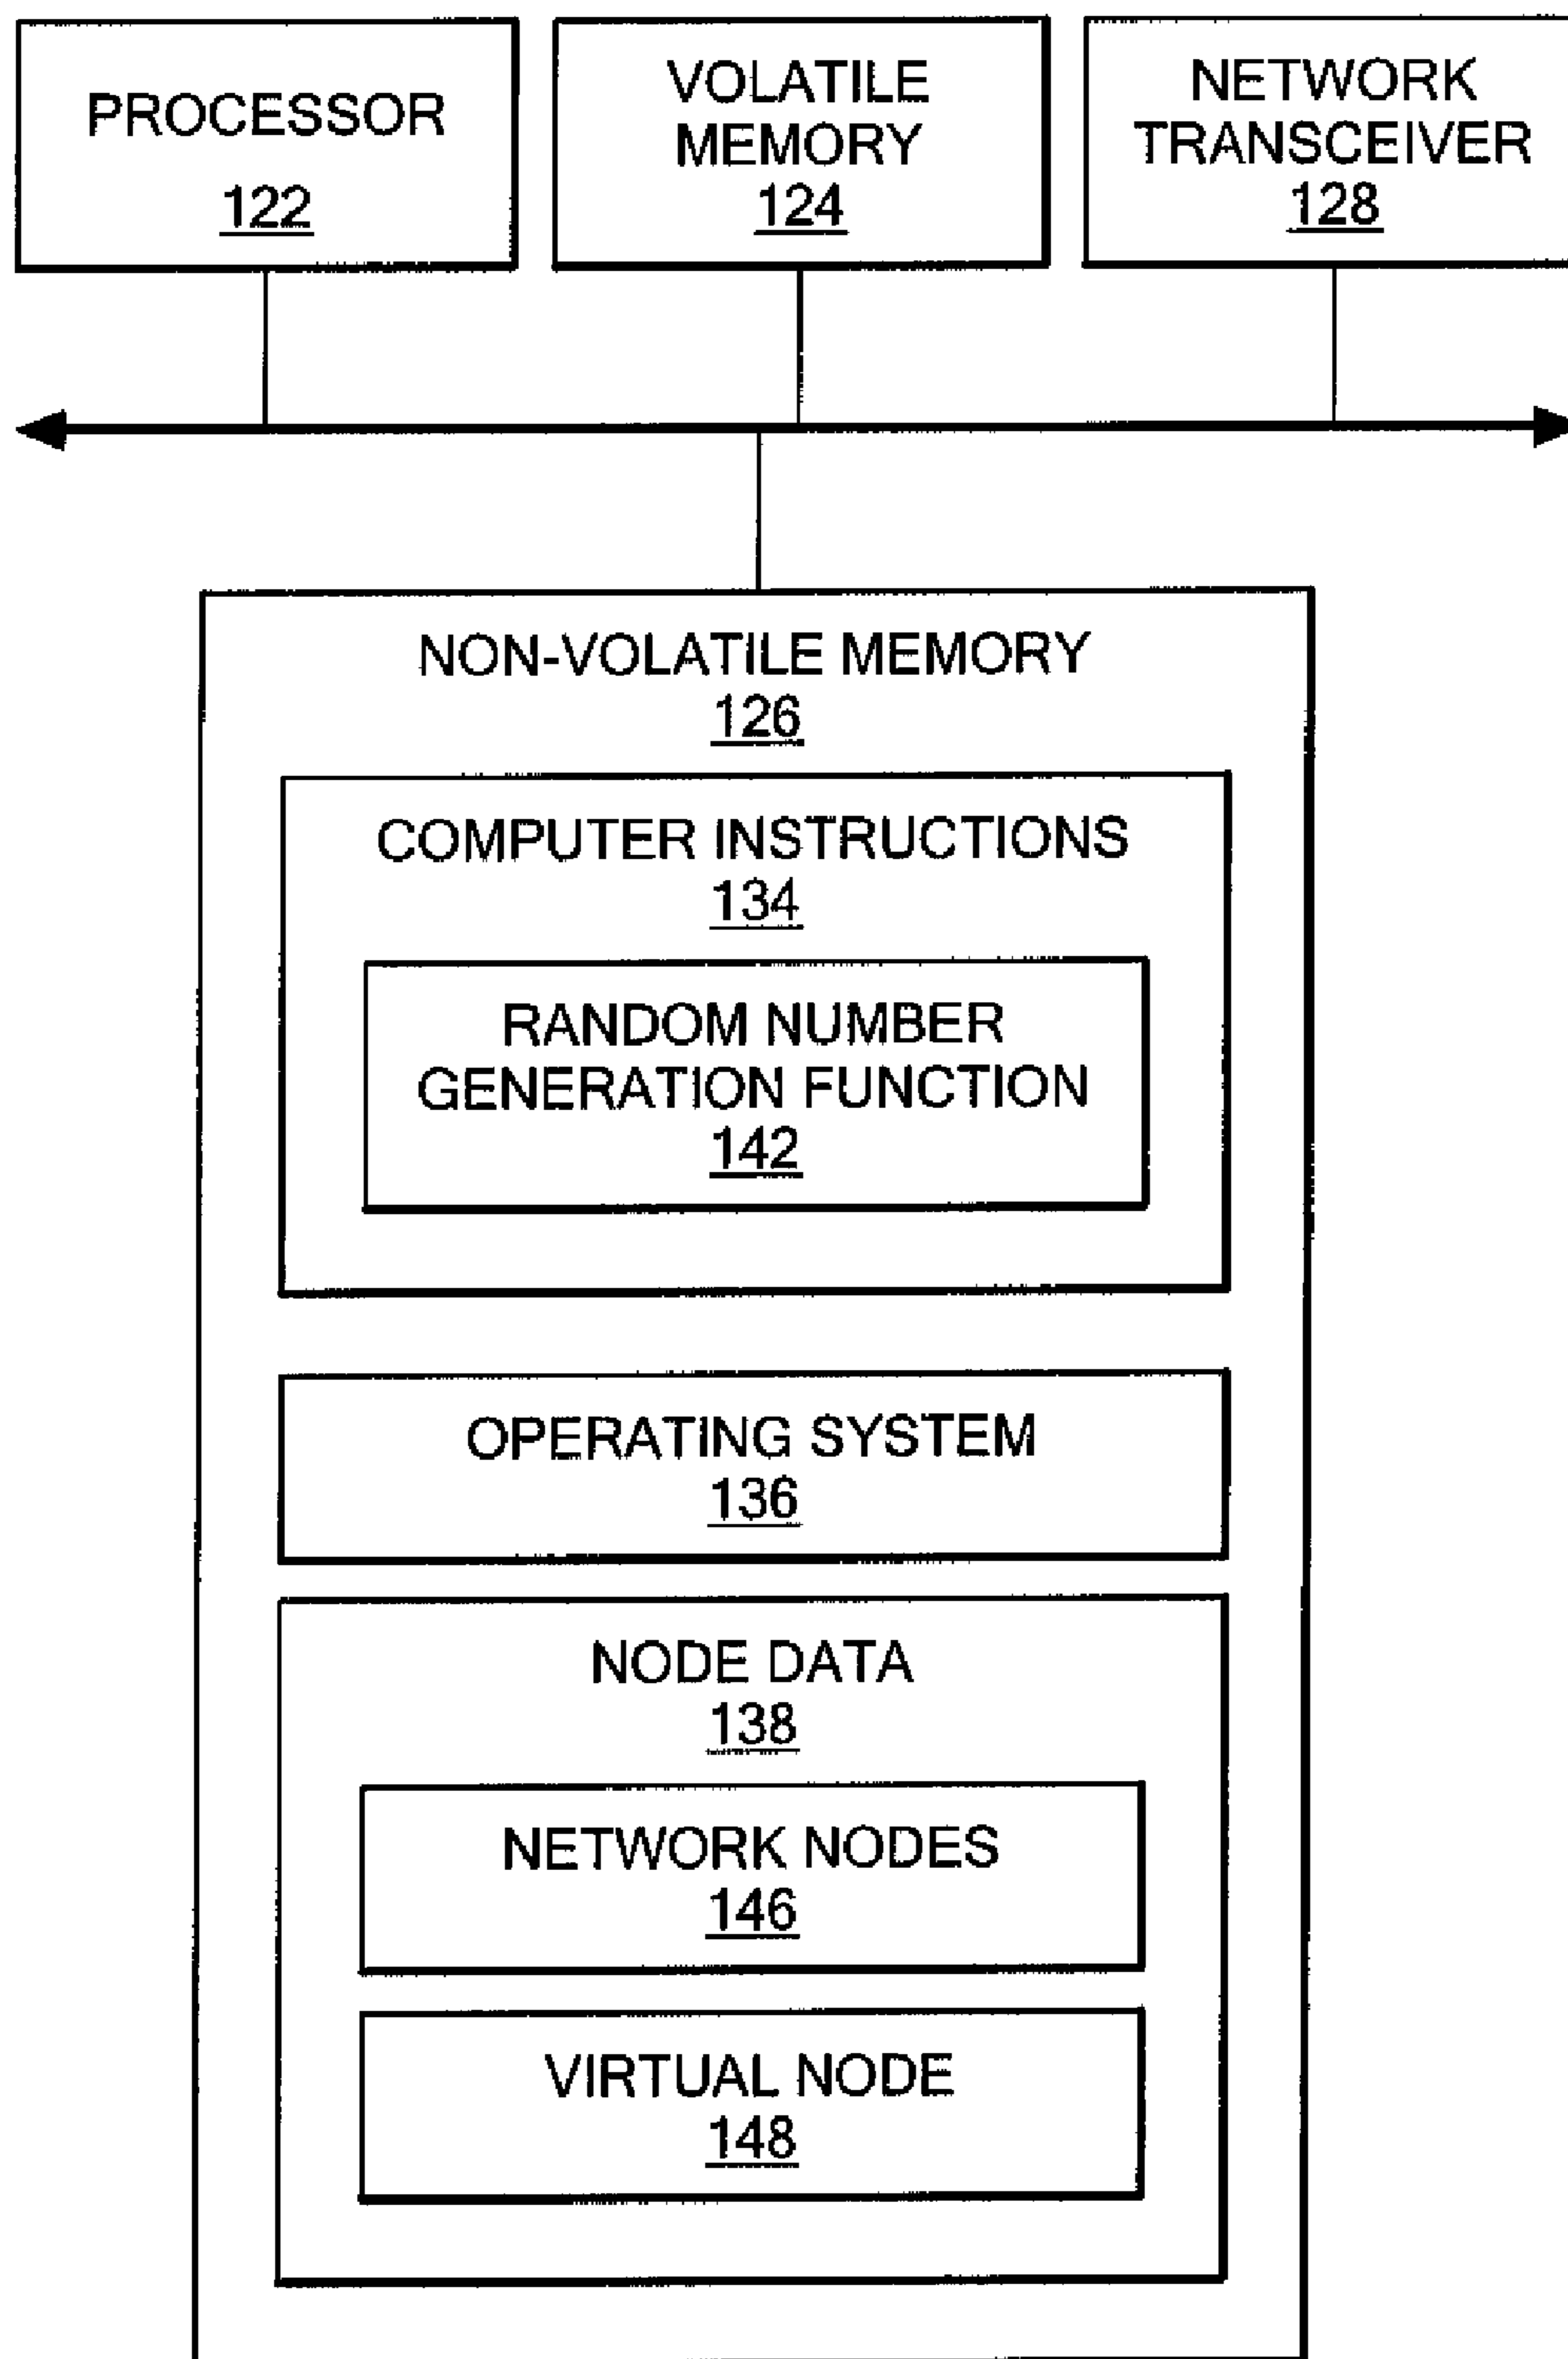 PROCESSOR
122
VOLATILE
MEMORY
124
NETWORK
TRANSCEIVER
128
NON-VOLATILE MEMORY
126
COMPUTER INSTRUCTIONS
134
RANDOM NUMBER
GENERATION FUNCTION
142
OPERATING SYSTEM
136
NODE DATA
138
NETWORK NODES
146
VIRTUAL NODE
148